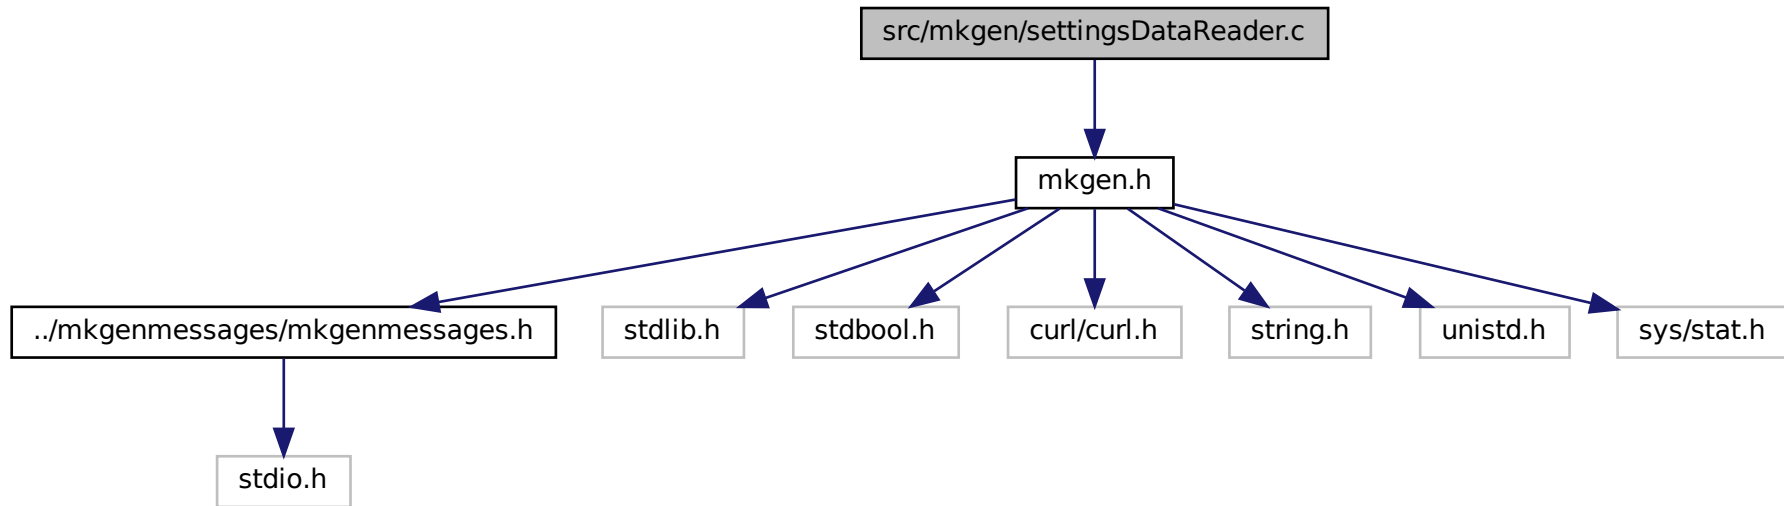 src/mkgen/settingsDataReader.c
mkgen.h
../mkgenmessages/mkgenmessages.h
stdlib.h
stdbool.h
curl/curl.h
string.h
unistd.h
sys/stat.h
stdio.h